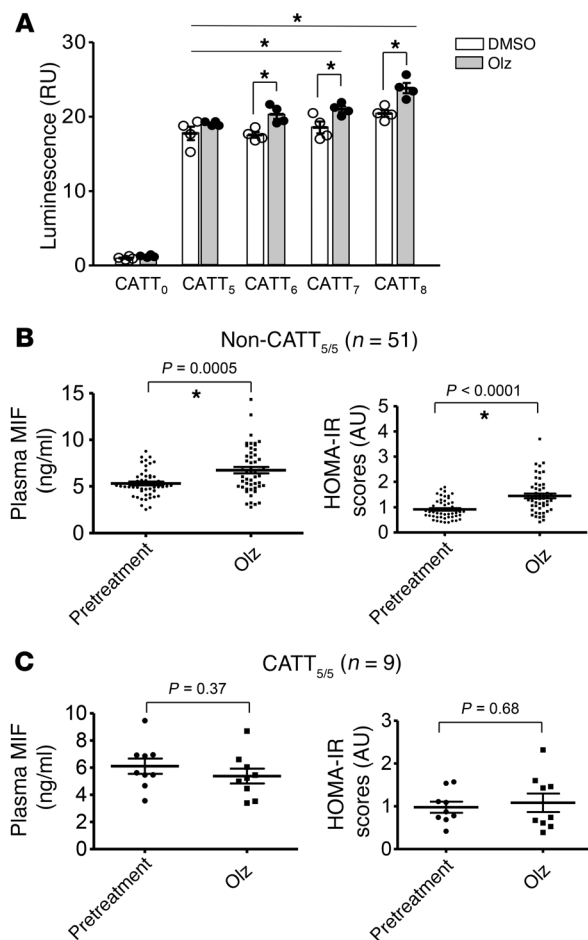 A
* 
*
* * *
DMSO
Olz
Luminescence (RU)
30
20
10
0
CATT₀ CATT₅ CATT₆ CATT₇ CATT₈
B
Non-CATT₅/₅ (n = 51)
P = 0.0005
*
Plasma MIF
(ng/ml)
15
10
5
0
Pretreatment
Olz
P < 0.0001
*
HOMA-IR
scores (AU)
5
4
3
2
1
0
Pretreatment
Olz
C
CATT₅/₅ (n = 9)
P = 0.37
Plasma MIF
(ng/ml)
10
8
6
4
2
0
Pretreatment
Olz
P = 0.68
HOMA-IR
scores (AU)
3
2
1
0
Pretreatment
Olz